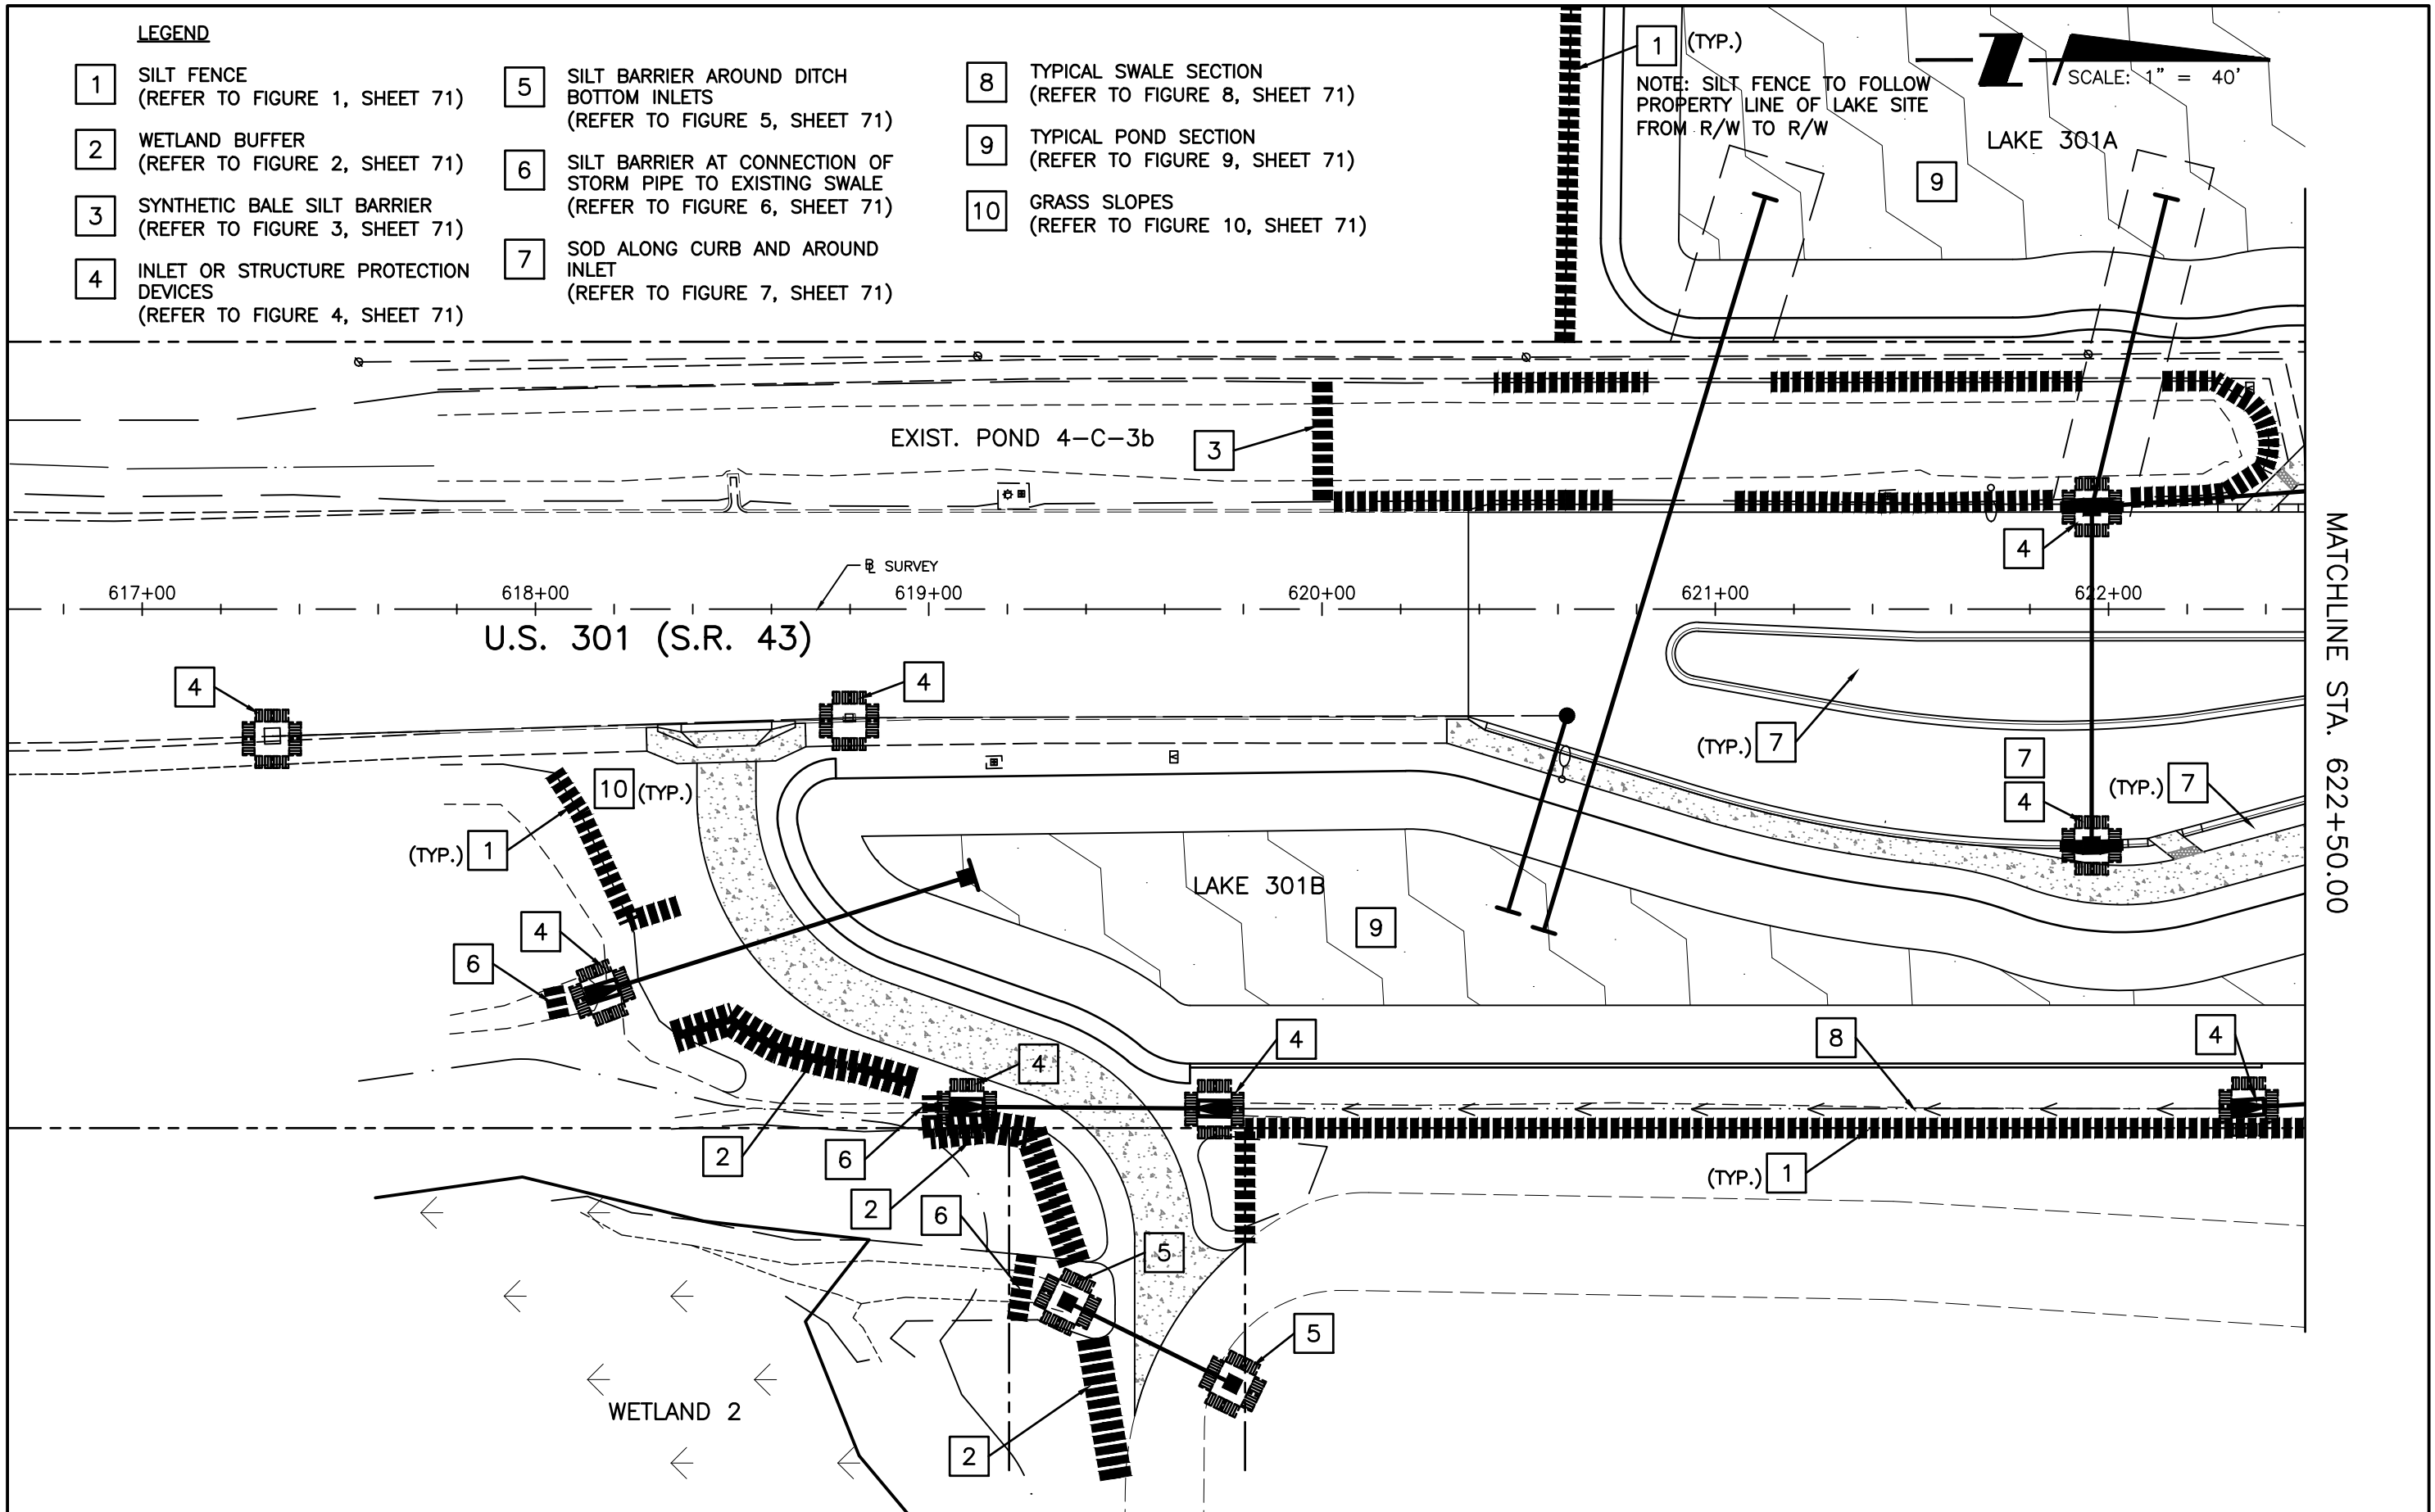 LEGEND
1
SILT FENCE
(REFER TO FIGURE 1, SHEET 71)
2
WETLAND BUFFER
(REFER TO FIGURE 2, SHEET 71)
3
SYNTHETIC BALE SILT BARRIER
(REFER TO FIGURE 3, SHEET 71)
4
INLET OR STRUCTURE PROTECTION
DEVICES
(REFER TO FIGURE 4, SHEET 71)
5
SILT BARRIER AROUND DITCH
BOTTOM INLETS
(REFER TO FIGURE 5, SHEET 71)
6
SILT BARRIER AT CONNECTION OF
STORM PIPE TO EXISTING SWALE
(REFER TO FIGURE 6, SHEET 71)
7
SOD ALONG CURB AND AROUND
INLET
(REFER TO FIGURE 7, SHEET 71)
8
TYPICAL SWALE SECTION
(REFER TO FIGURE 8, SHEET 71)
9
TYPICAL POND SECTION
(REFER TO FIGURE 9, SHEET 71)
10
GRASS SLOPES
(REFER TO FIGURE 10, SHEET 71)
1 (TYP.)
NOTE: SILT FENCE TO FOLLOW
PROPERTY LINE OF LAKE SITE
FROM R/W TO R/W
SCALE: 1" = 40'
LAKE 301A
9
EXIST. POND 4-C-3b
3
4
℄ SURVEY
617+00
618+00
619+00
620+00
621+00
622+00
U.S. 301 (S.R. 43)
MATCHLINE STA. 622+50.00
4
4
(TYP.) 7
7
4
(TYP.) 7
10 (TYP.)
(TYP.) 1
LAKE 301B
9
4
6
4
4
8
4
2
6
2
6
(TYP.) 1
5
5
WETLAND 2
2